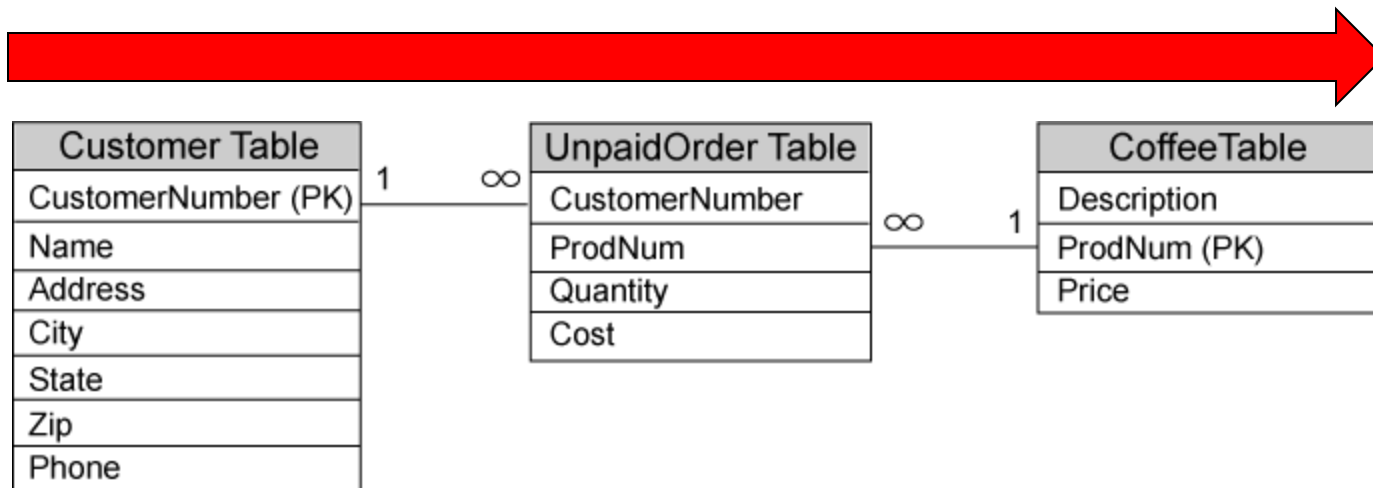 Customer Table
CustomerNumber (PK)
Name
Address
City
State
Zip
Phone
1 ∞
UnpaidOrder Table
CustomerNumber
ProdNum
Quantity
Cost
∞ 1
CoffeeTable
Description
ProdNum (PK)
Price